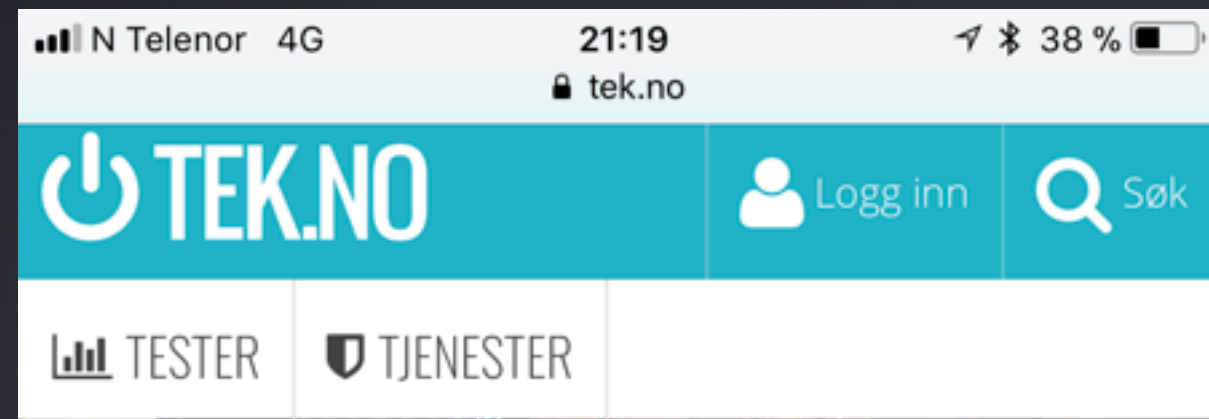 N Telenor 4G 21:19 38 %
tek.no
TEK.NO Logg inn Søk
TESTER TJENESTER